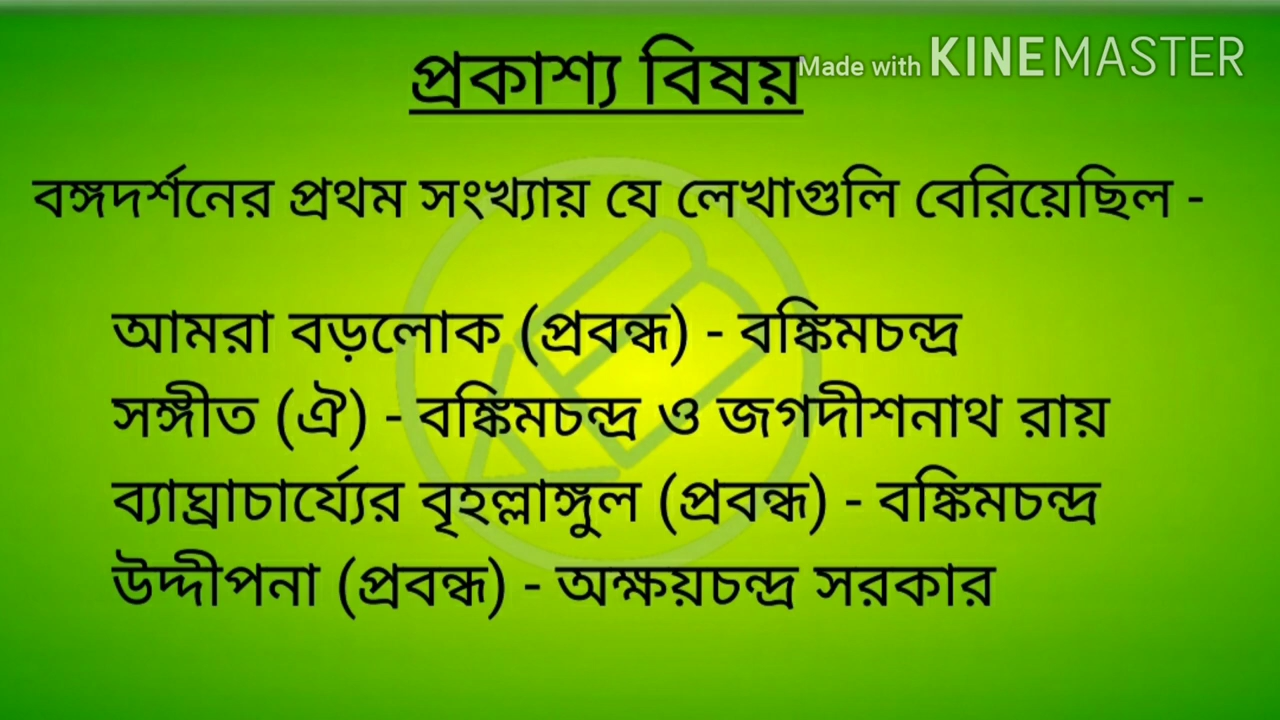 প্রকাশ্য বিষয়
Made with KINEMASTER
বঙ্গদর্শনের প্রথম সংখ্যায় যে লেখাগুলি বেরিয়েছিল -
আমরা বড়লোক (প্রবন্ধ) - বঙ্কিমচন্দ্র
সঙ্গীত (ঐ) - বঙ্কিমচন্দ্র ও জগদীশনাথ রায়
ব্যাঘ্রাচার্য্যের বৃহল্লাঙ্গুল (প্রবন্ধ) - বঙ্কিমচন্দ্র
উদ্দীপনা (প্রবন্ধ) - অক্ষয়চন্দ্র সরকার
KEB